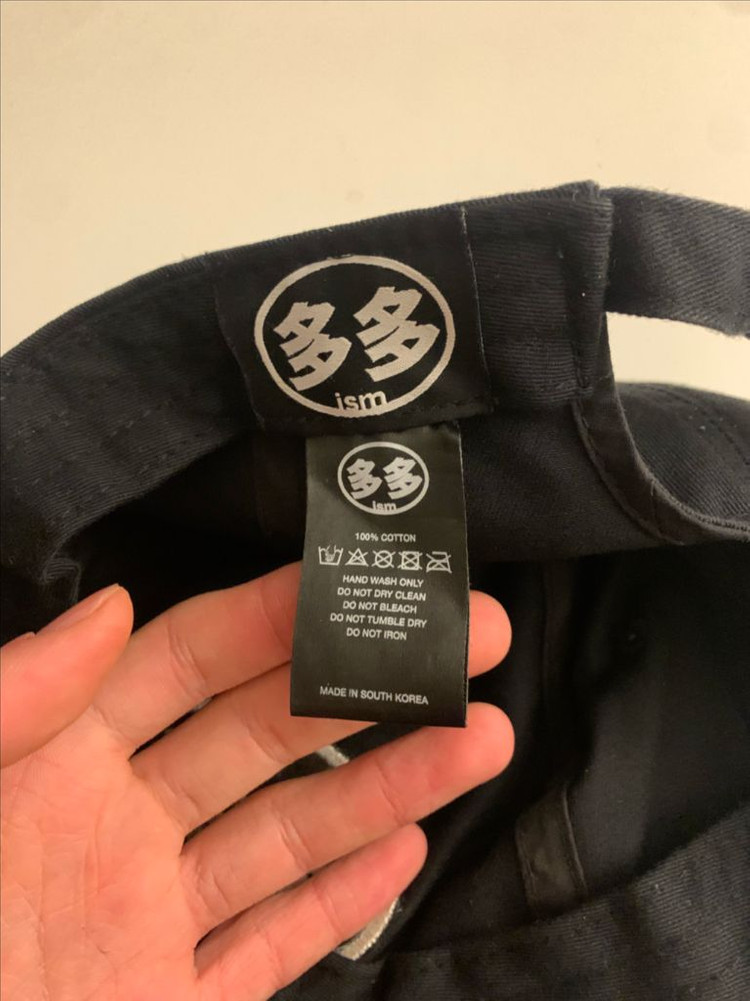 多多
ism
多多
ism
100% COTTON
HAND WASH ONLY
DO NOT DRY CLEAN
DO NOT BLEACH
DO NOT TUMBLE DRY
DO NOT IRON
MADE IN SOUTH KOREA